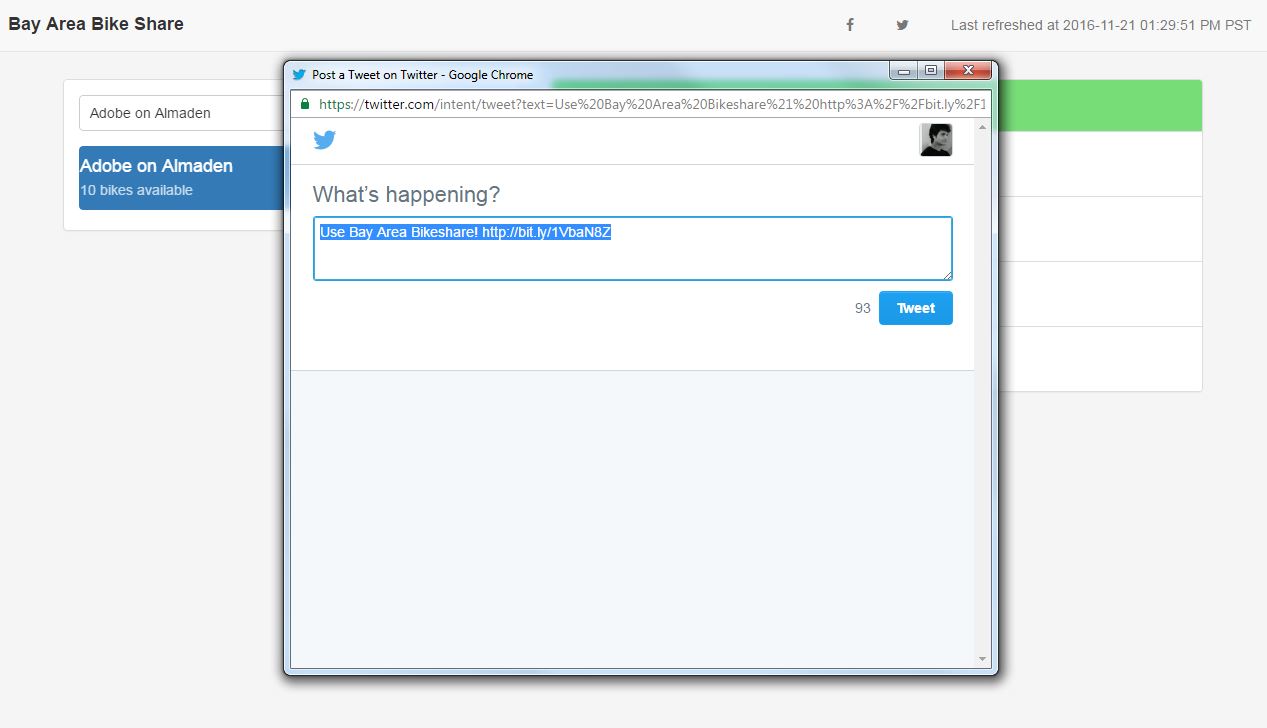 Bay Area Bike Share
Last refreshed at 2016-11-21 01:29:51 PM PST
Post a Tweet on Twitter - Google Chrome
https://twitter.com/intent/tweet?text=Use%20Bay%20Area%20Bikeshare%21%20http%3A%2F%2Fbit.ly%2F1
Adobe on Almaden
Adobe on Almaden
10 bikes available
What's happening?
Use Bay Area Bikeshare! http://bit.ly/1VbaN8Z
93
Tweet